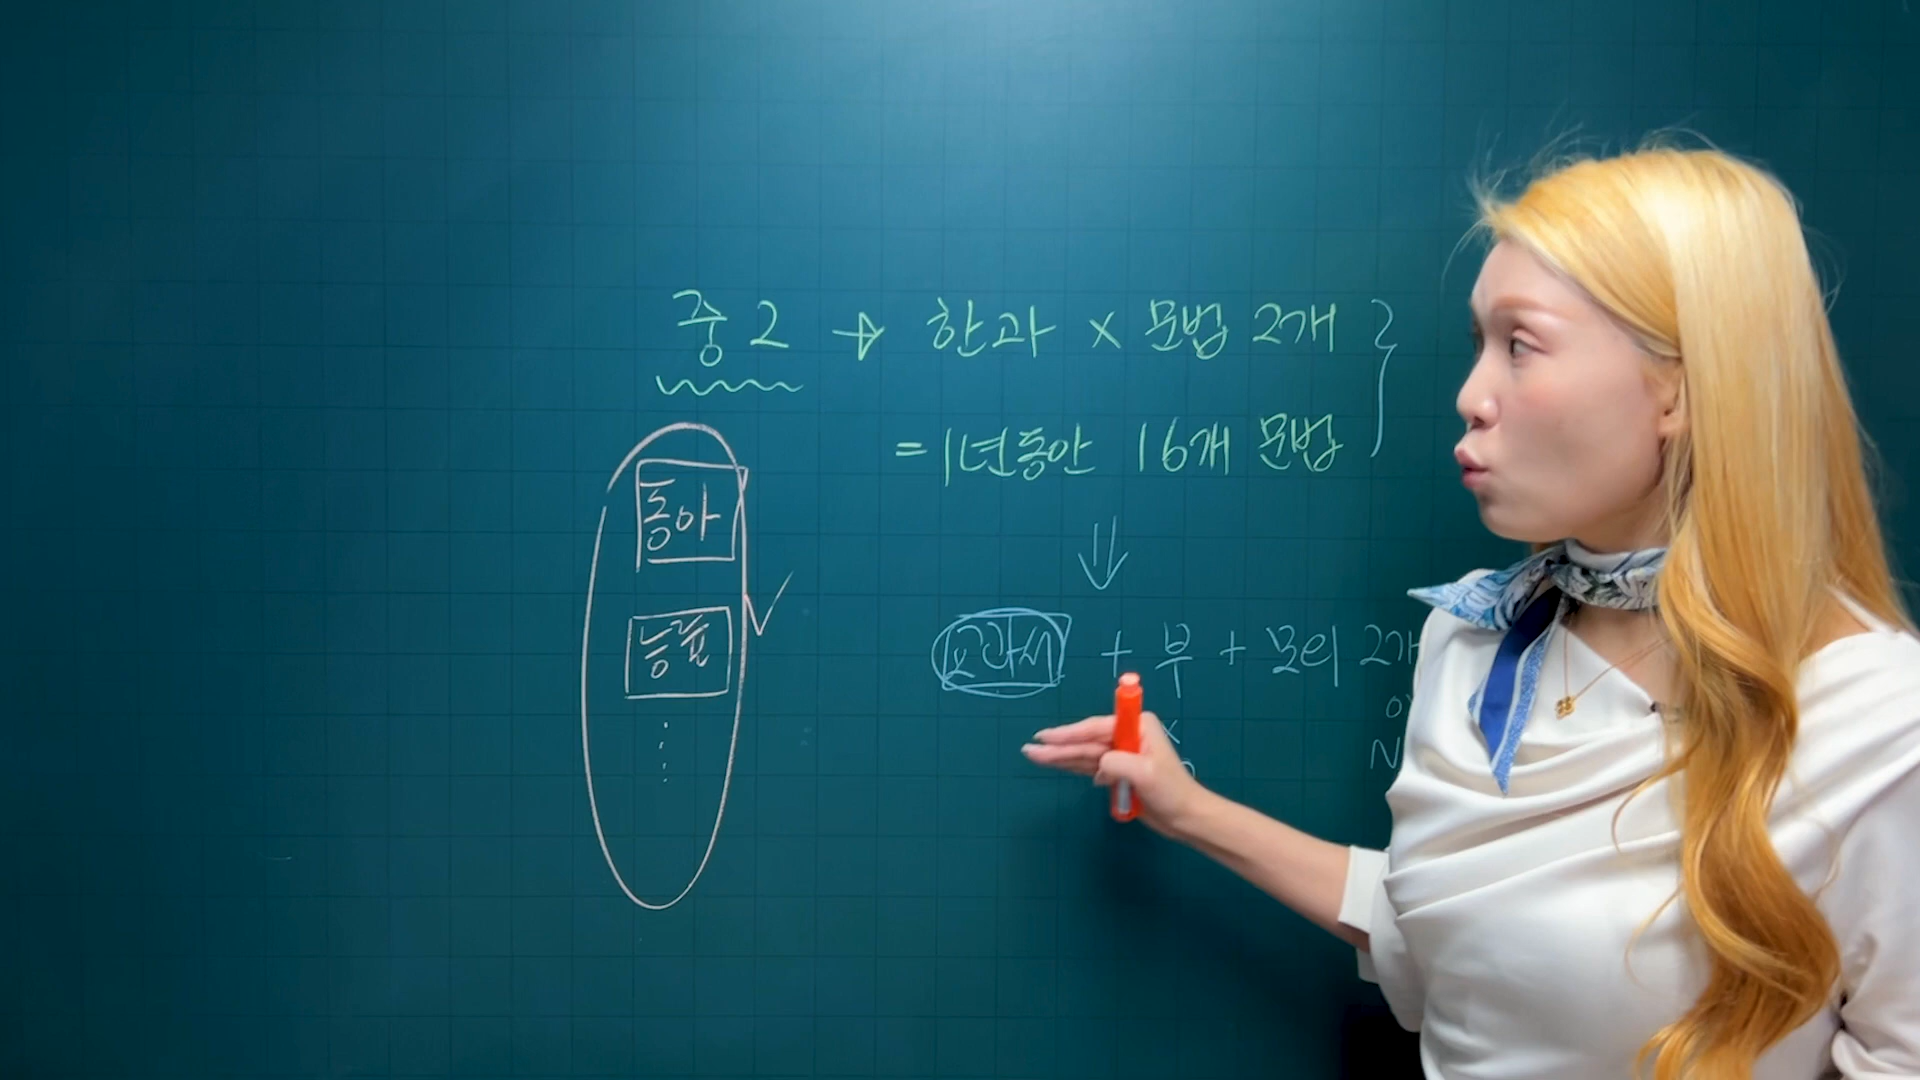 중 2 → 한과 × 문법 2개
= 1년동안 16개 문법
동아
능률
교과서 + 부 + 모의 2개